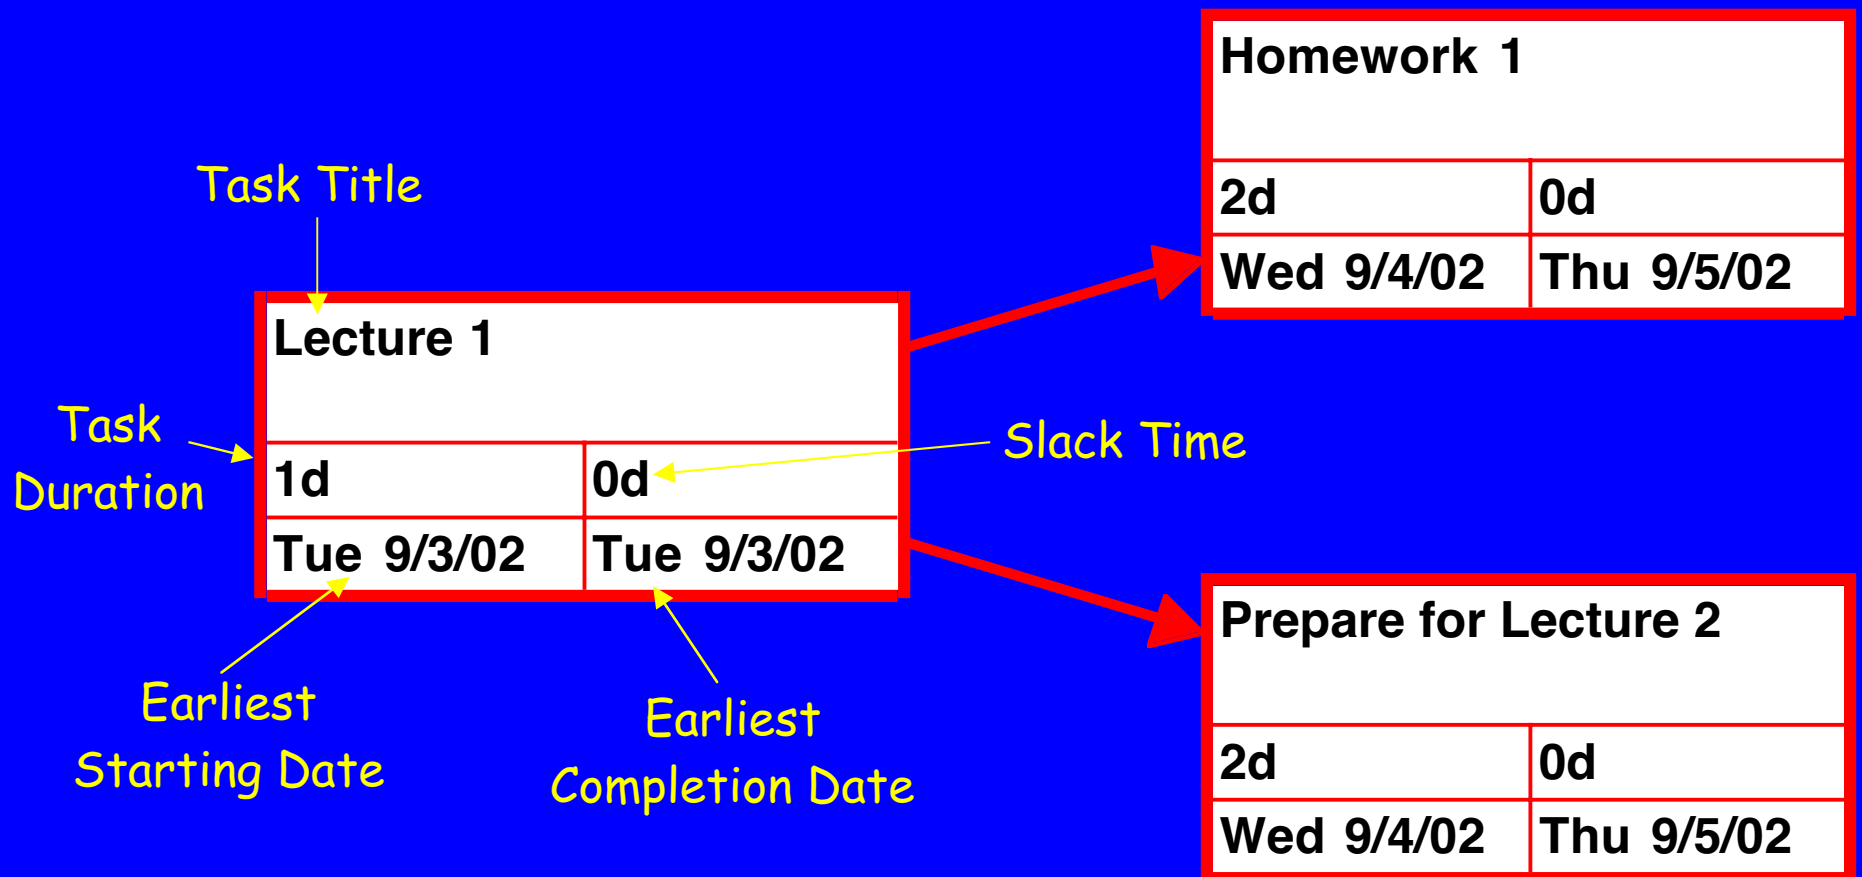 Homework 1
2d 0d
Wed 9/4/02 Thu 9/5/02
Task Title
Lecture 1
Task
Duration
1d 0d
Slack Time
Tue 9/3/02 Tue 9/3/02
Earliest
Starting Date
Earliest
Completion Date
Prepare for Lecture 2
2d 0d
Wed 9/4/02 Thu 9/5/02